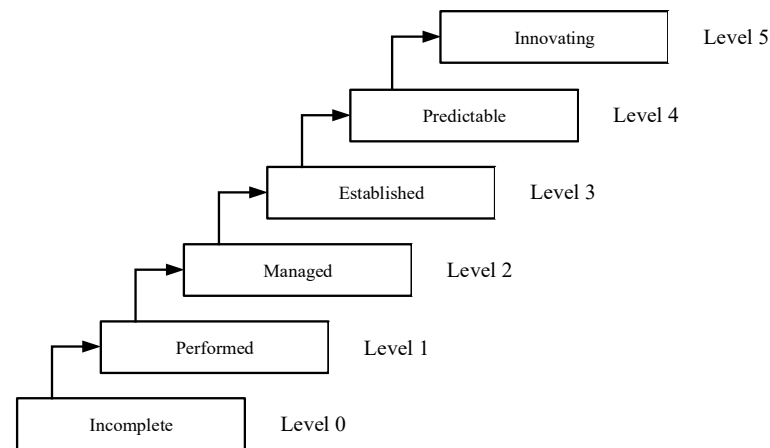 Innovating Level 5
Predictable Level 4
Established Level 3
Managed Level 2
Performed Level 1
Incomplete Level 0